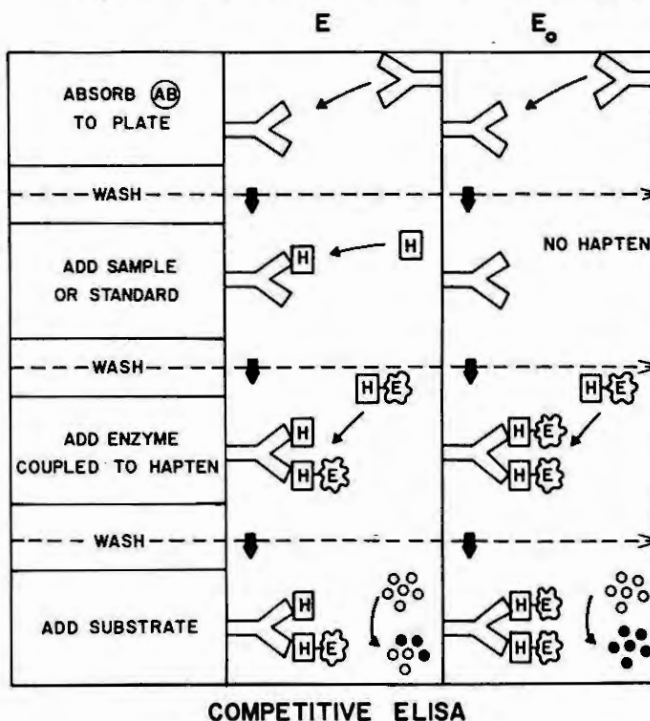 E
E₀
ABSORB AB
TO PLATE
WASH
H
H
NO HAPTEN
ADD SAMPLE
OR STANDARD
WASH
H E
H E
ADD ENZYME
COUPLED TO HAPTEN
H
H E
H E
H E
WASH
ADD SUBSTRATE
H
H E
H E
H E
COMPETITIVE ELISA